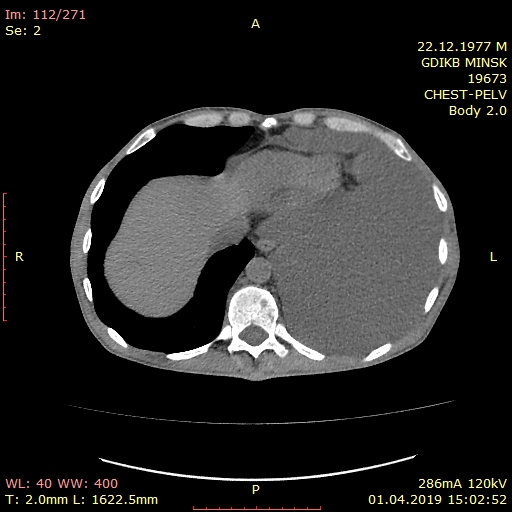 Im: 112/271
Se: 2
A
22.12.1977 M
GDIKB MINSK
19673
CHEST-PELV
Body 2.0
R
L
WL: 40 WW: 400
T: 2.0mm L: 1622.5mm
P
286mA 120kV
01.04.2019 15:02:52